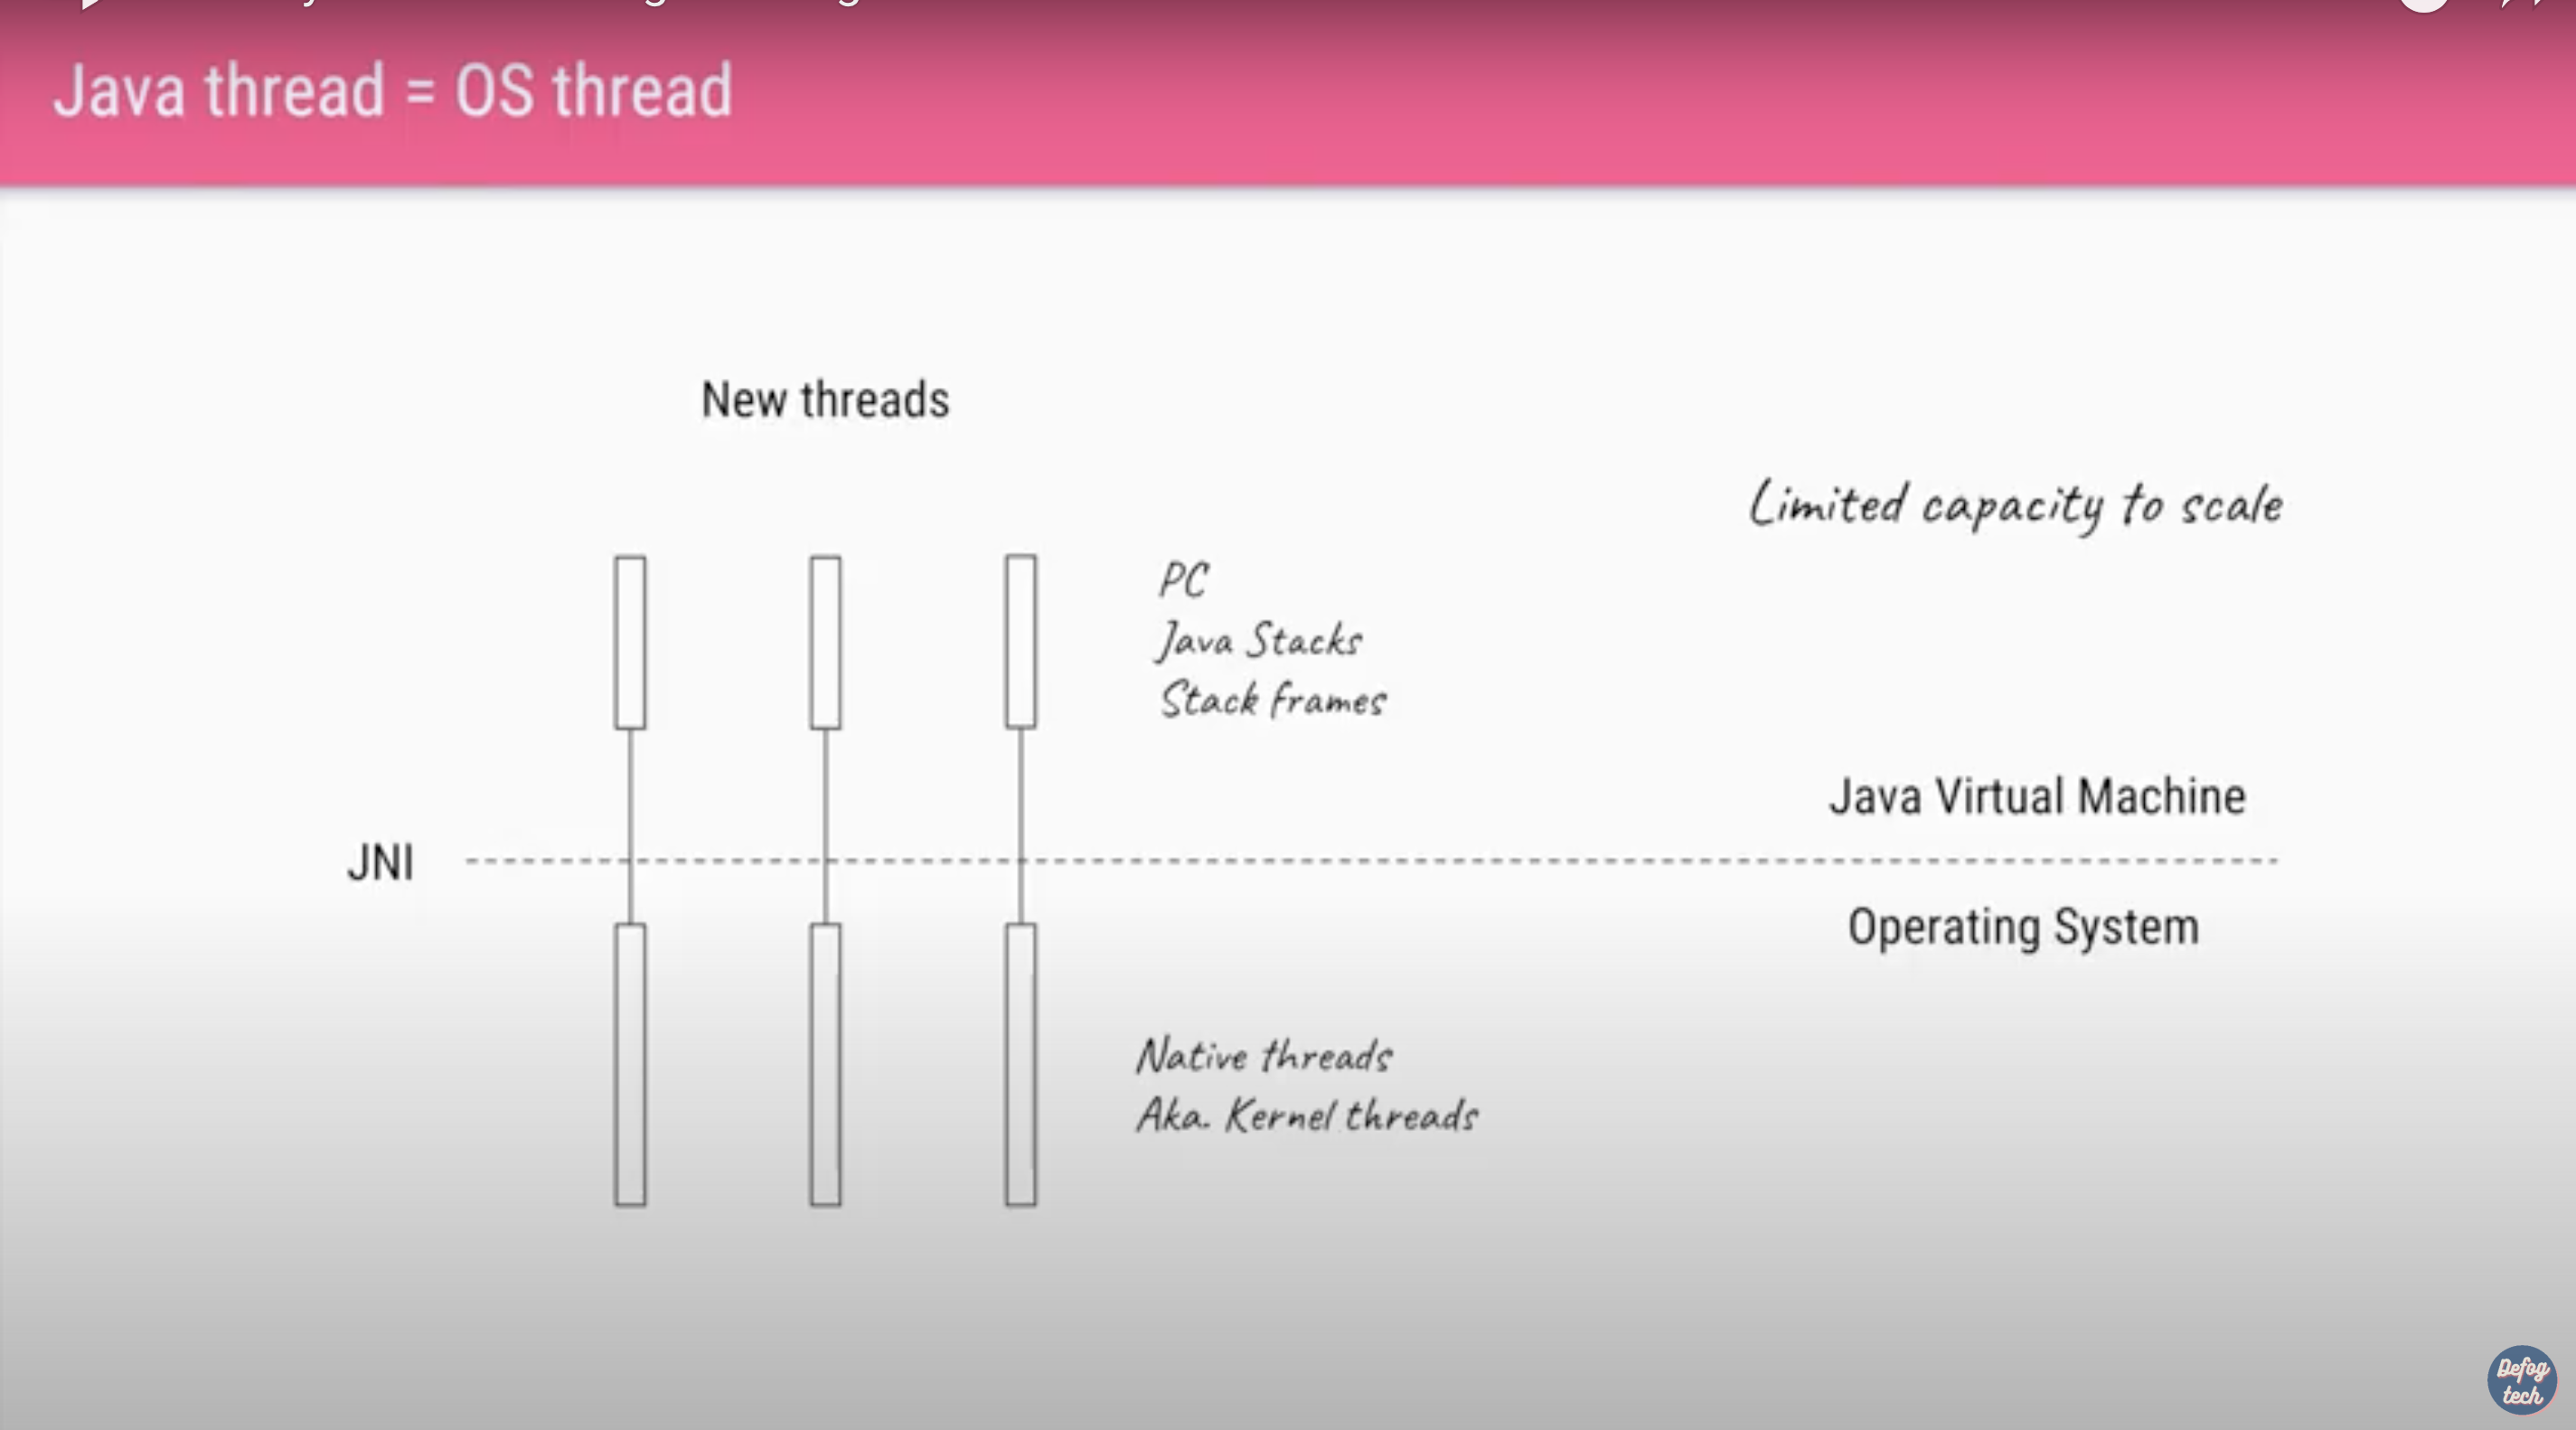 Java thread = OS thread
New threads
Limited capacity to scale
PC
Java Stacks
Stack frames
Java Virtual Machine
JNI
Operating System
Native threads
Aka. Kernel threads
Defog
tech